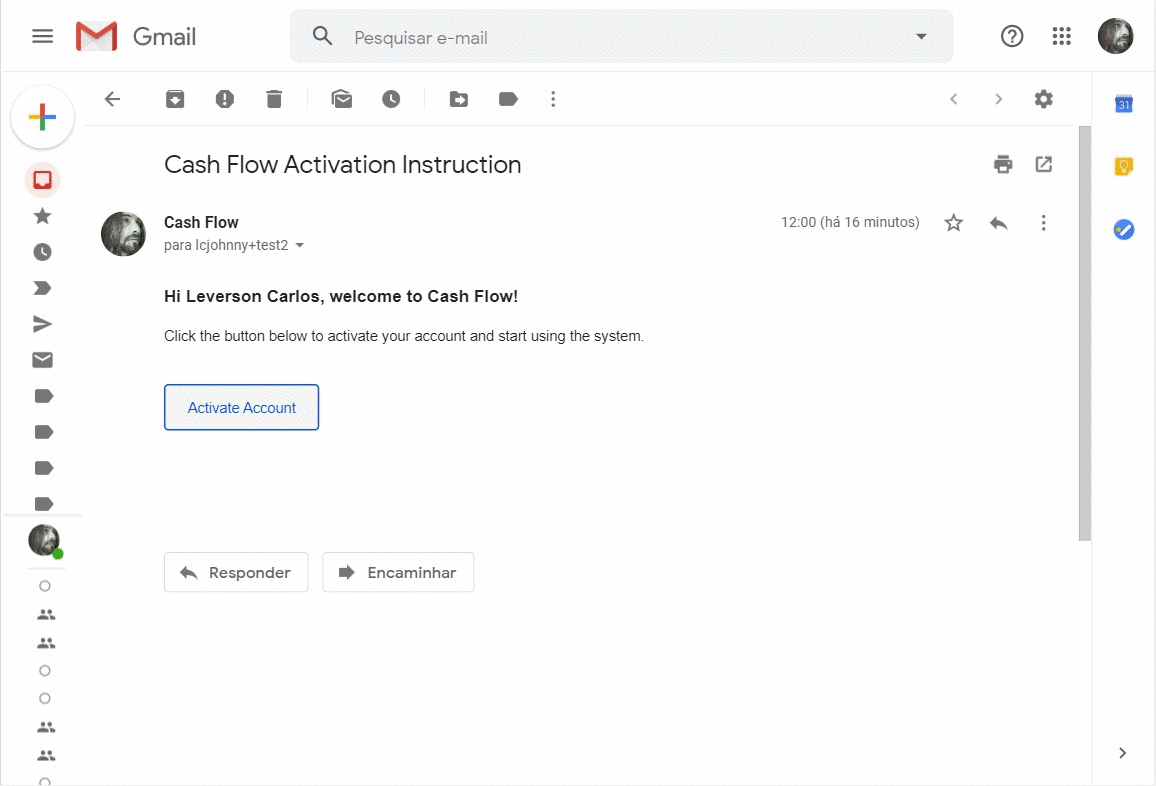 Gmail
Pesquisar e-mail
31
Cash Flow Activation Instruction
Cash Flow
12:00 (há 16 minutos)
para lcjohnny+test2
Hi Leverson Carlos, welcome to Cash Flow!
Click the button below to activate your account and start using the system.
Activate Account
Responder
Encaminhar